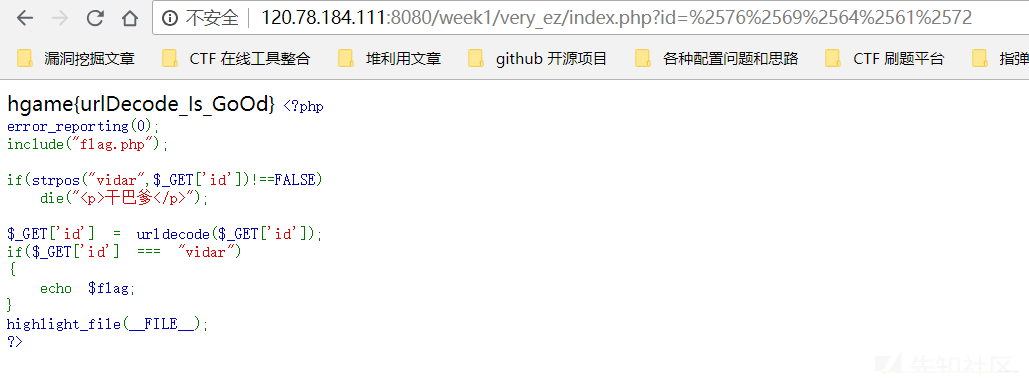 不安全 120.78.184.111:8080/week1/very_ez/index.php?id=%2576%2569%2564%2561%2572
漏洞挖掘文章 CTF 在线工具整合 堆利用文章 github 开源项目 各种配置问题和思路 CTF 刷题平台 指弹
hgame{urlDecode_Is_GoOd} <?php
error_reporting(0);
include("flag.php");
if(strpos("vidar",$_GET['id'])!==FALSE)
die("<p>干巴爹</p>");
$_GET['id'] = urldecode($_GET['id']);
if($_GET['id'] === "vidar")
{
echo $flag;
}
highlight_file(__FILE__);
?>
先知社区